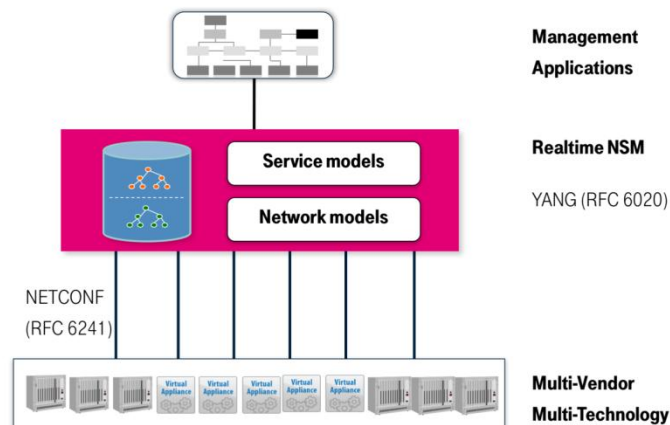 Management
Applications
Service models
Realtime NSM
Network models
YANG (RFC 6020)
NETCONF
(RFC 6241)
Virtual
Appliance
Virtual
Appliance
Virtual
Appliance
Virtual
Appliance
Virtual
Appliance
Multi-Vendor
Multi-Technology